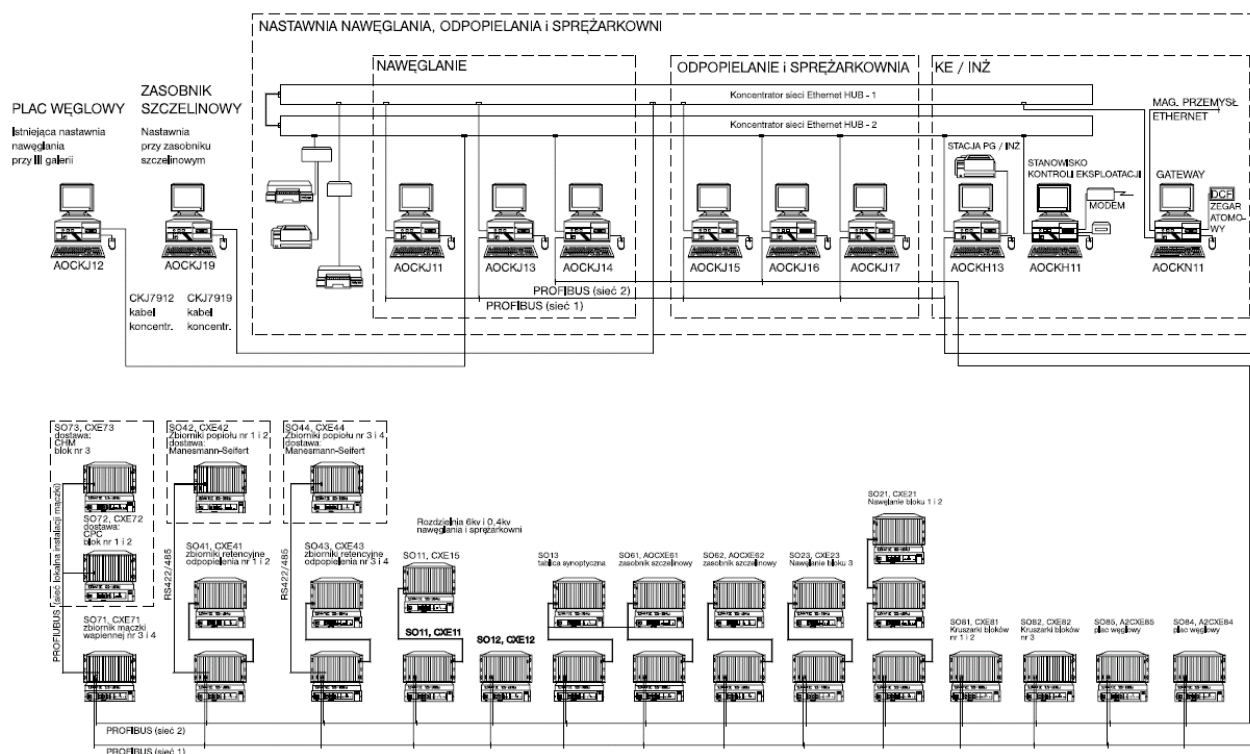 NASTAWNIA NAWĘGLANIA, ODPOPIELANIA i SPRĘŻARKOWNI
NAWĘGLANIE
ODPOPIELANIE i SPRĘŻARKOWNIA
KE / INŻ
Koncentrator sieci Ethernet HUB - 1
Koncentrator sieci Ethernet HUB - 2
MAG. PRZEMYSŁ
ETHERNET
PLAC WĘGLOWY
Istniejąca nastawnia
nawęglania
przy III galerii
ZASOBNIK
SZCZELINOWY
Nastawnia
przy zasobniku
szczelinowym
STACJA PG / INŻ
STANOWISKO
KONTROLI EKSPLOATACJI
MODEM
GATEWAY
DCF
ZEGAR
ATOMO-
WY
AOCKJ12
AOCKJ19
AOCKJ11
AOCKJ13
AOCKJ14
AOCKJ15
AOCKJ16
AOCKJ17
AOCKH13
AOCKH11
AOCKN11
PROFIBUS (sieć 2)
PROFIBUS (sieć 1)
CKJ7912
kabel
koncentr.
CKJ7919
kabel
koncentr.
SO73, CXE73
dostawa:
CHM
blok nr 3
SO42, CXE42
Zbiorniki popiołu nr 1 i 2
dostawa:
Manesmann-Seifert
SO44, CXE44
Zbiorniki popiołu nr 3 i 4
dostawa:
Manesmann-Seifert
SO72, CXE72
dostawa:
CPC
blok nr 1 i 2
SO41, CXE41
zbiorniki retencyjne
odpopielenia nr 1 i 2
SO43, CXE43
zbiorniki retencyjne
odpopielenia nr 3 i 4
Rozdzielnia 6kv i 0,4kv
nawęglania i sprężarkowni
SO11, CXE15
SO13
tablica synoptyczna
SO61, AOCXE61
zasobnik szczelinowy
SO62, AOCXE62
zasobnik szczelinowy
SO23, CXE23
Nawęlanie bloku 3
SO21, CXE21
Nawęlanie bloku 1 i 2
PROFIUBUS (sieć lokalna instalacji mączki)
RS422/485
RS422/485
SO71, CXE71
zbiornik mączki
wapiennej nr 3 i 4
SO11, CXE11
SO12, CXE12
SO81, CXE81
Kruszarki bloków
nr 1 i 2
SO82, CXE82
Kruszarki bloków
nr 3
SO85, A2CXE85
plac węglowy
SO84, A2CXE84
plac węglowy
PROFIBUS (sieć 2)
PROFIBUS (sieć 1)